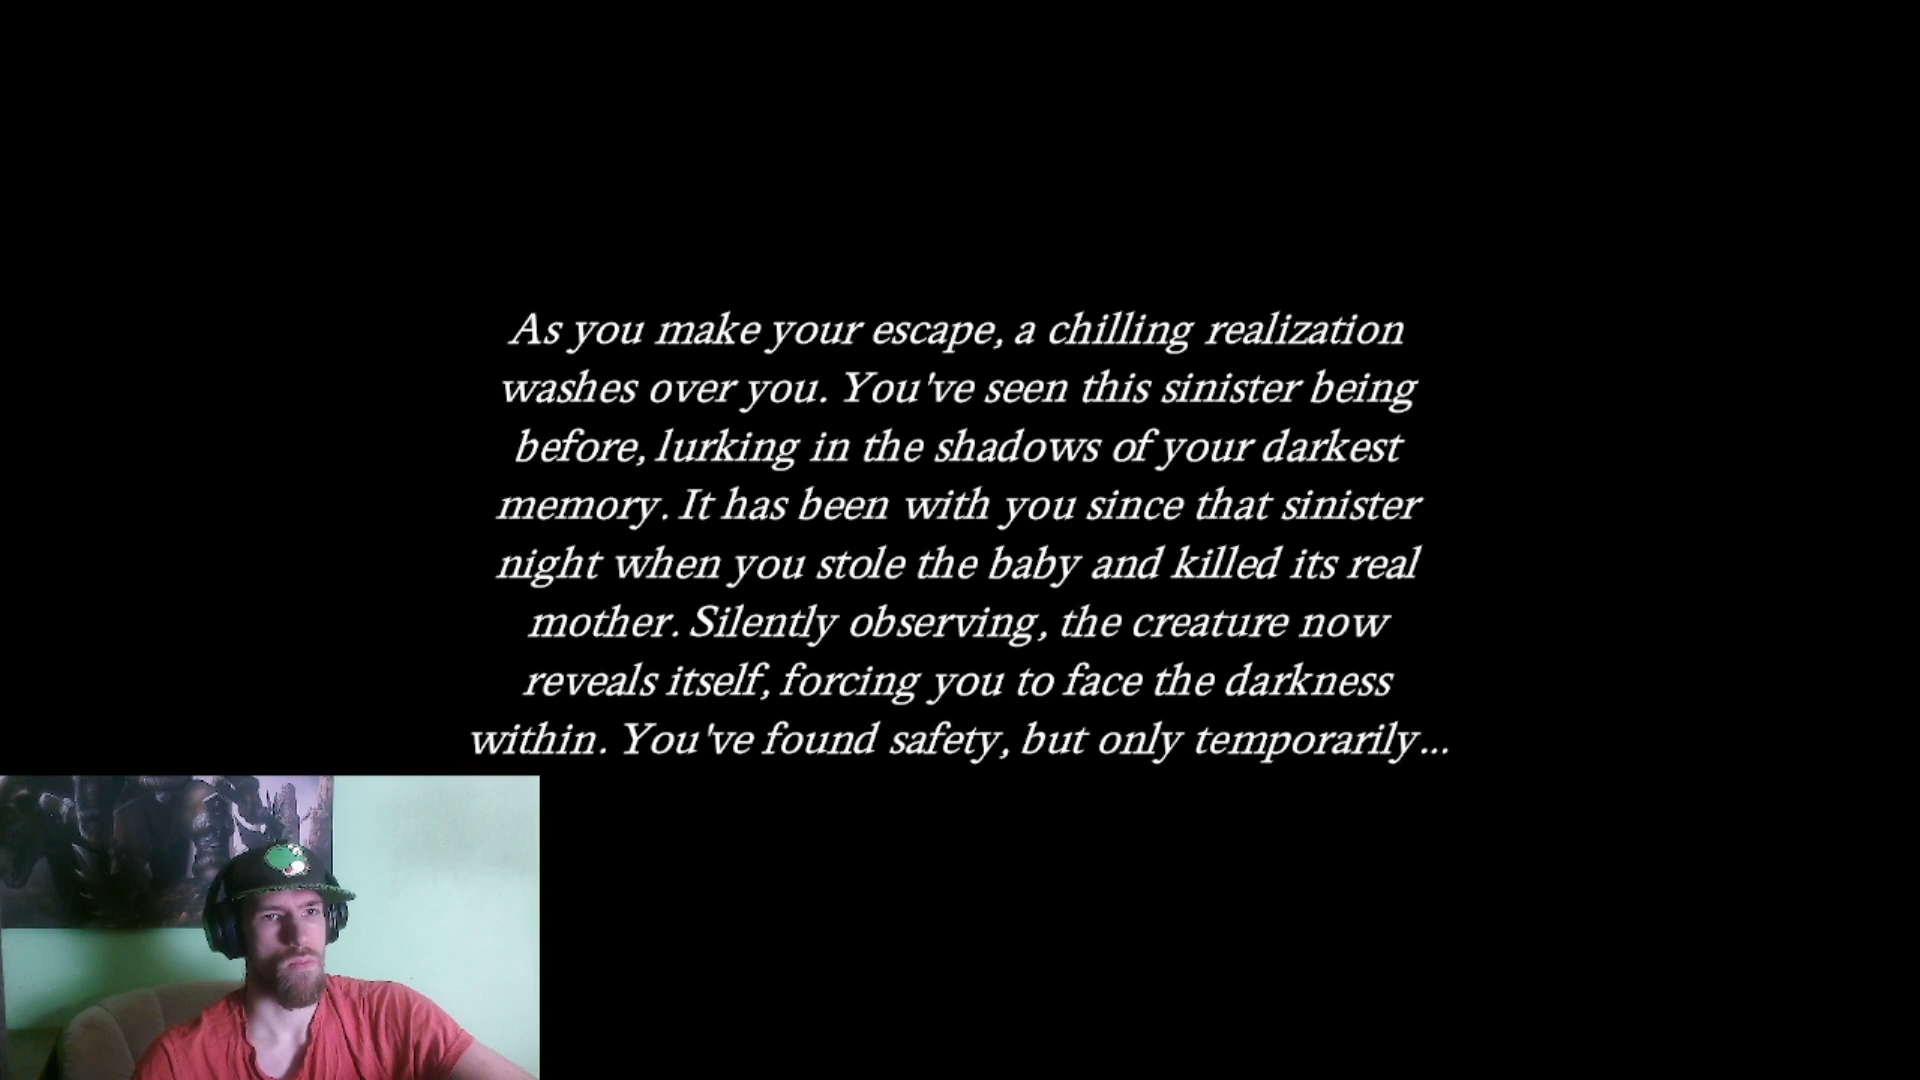 As you make your escape, a chilling realization
washes over you. You've seen this sinister being
before, lurking in the shadows of your darkest
memory. It has been with you since that sinister
night when you stole the baby and killed its real
mother. Silently observing, the creature now
reveals itself, forcing you to face the darkness
within. You've found safety, but only temporarily...